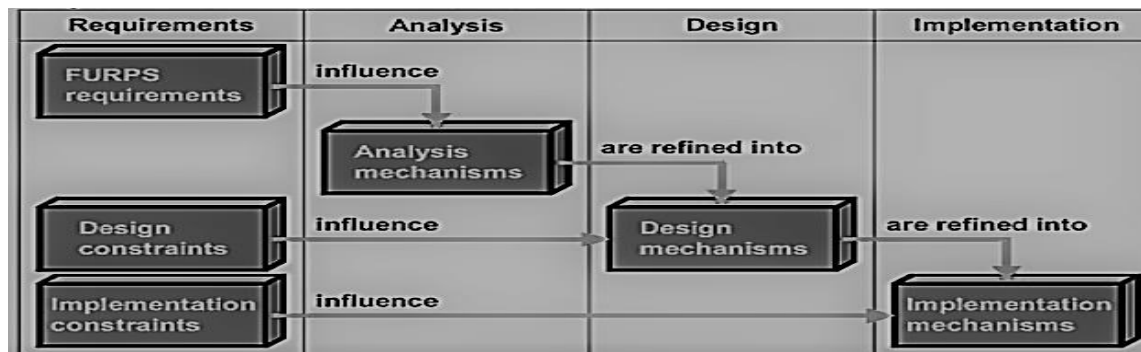 Requirements
Analysis
Design
Implementation
FURPS
requirements
influence
Analysis
mechanisms
are refined into
Design
constraints
influence
Design
mechanisms
are refined into
Implementation
constraints
influence
Implementation
mechanisms